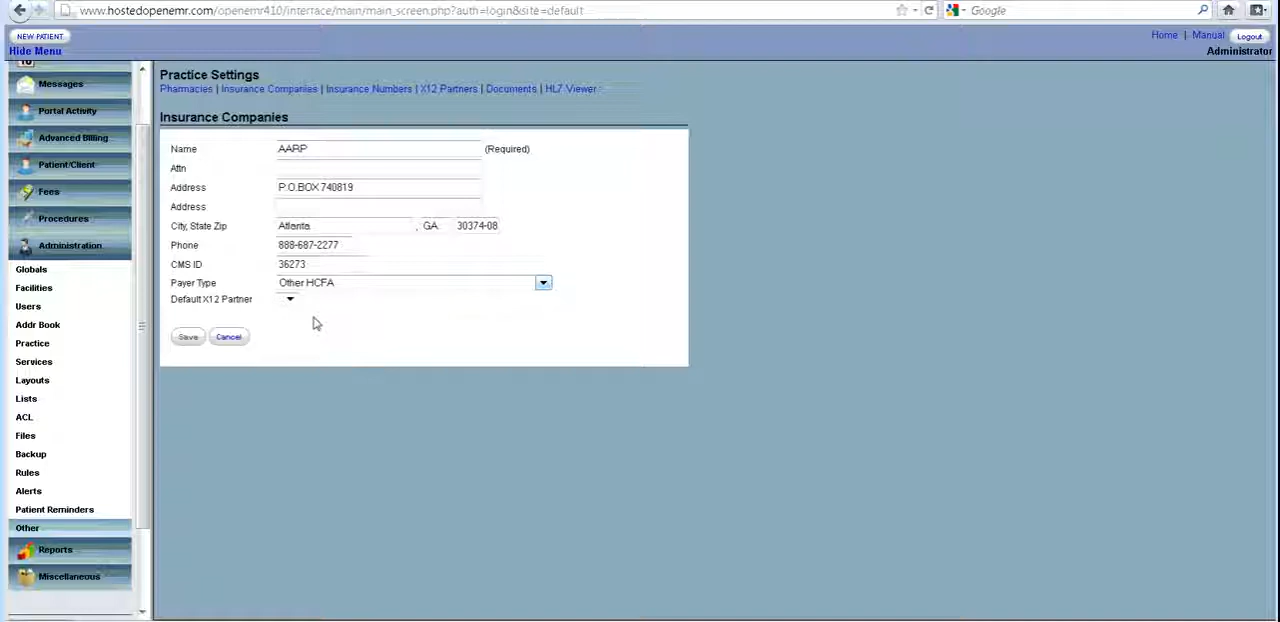 www.hostedopenemr.com/openemr410/interface/main/main_screen.php?auth=login&site=default
Google
NEW PATIENT
Home | Manual Logout
Hide Menu
Administrator
Messages
Portal Activity
Advanced Billing
Patient/Client
Fees
Procedures
Administration
Globals
Facilities
Users
Addr Book
Practice
Services
Layouts
Lists
ACL
Files
Backup
Rules
Alerts
Patient Reminders
Other
Reports
Miscellaneous
Practice Settings
Pharmacies | Insurance Companies | Insurance Numbers | X12 Partners | Documents | HL7 Viewer
Insurance Companies
Name AARP (Required)
Attn
Address P.O.BOX 740819
Address
City, State Zip Atlanta , GA 30374-08
Phone 888-687-2277
CMS ID 36273
Payer Type Other HCFA
Default X12 Partner
Save Cancel